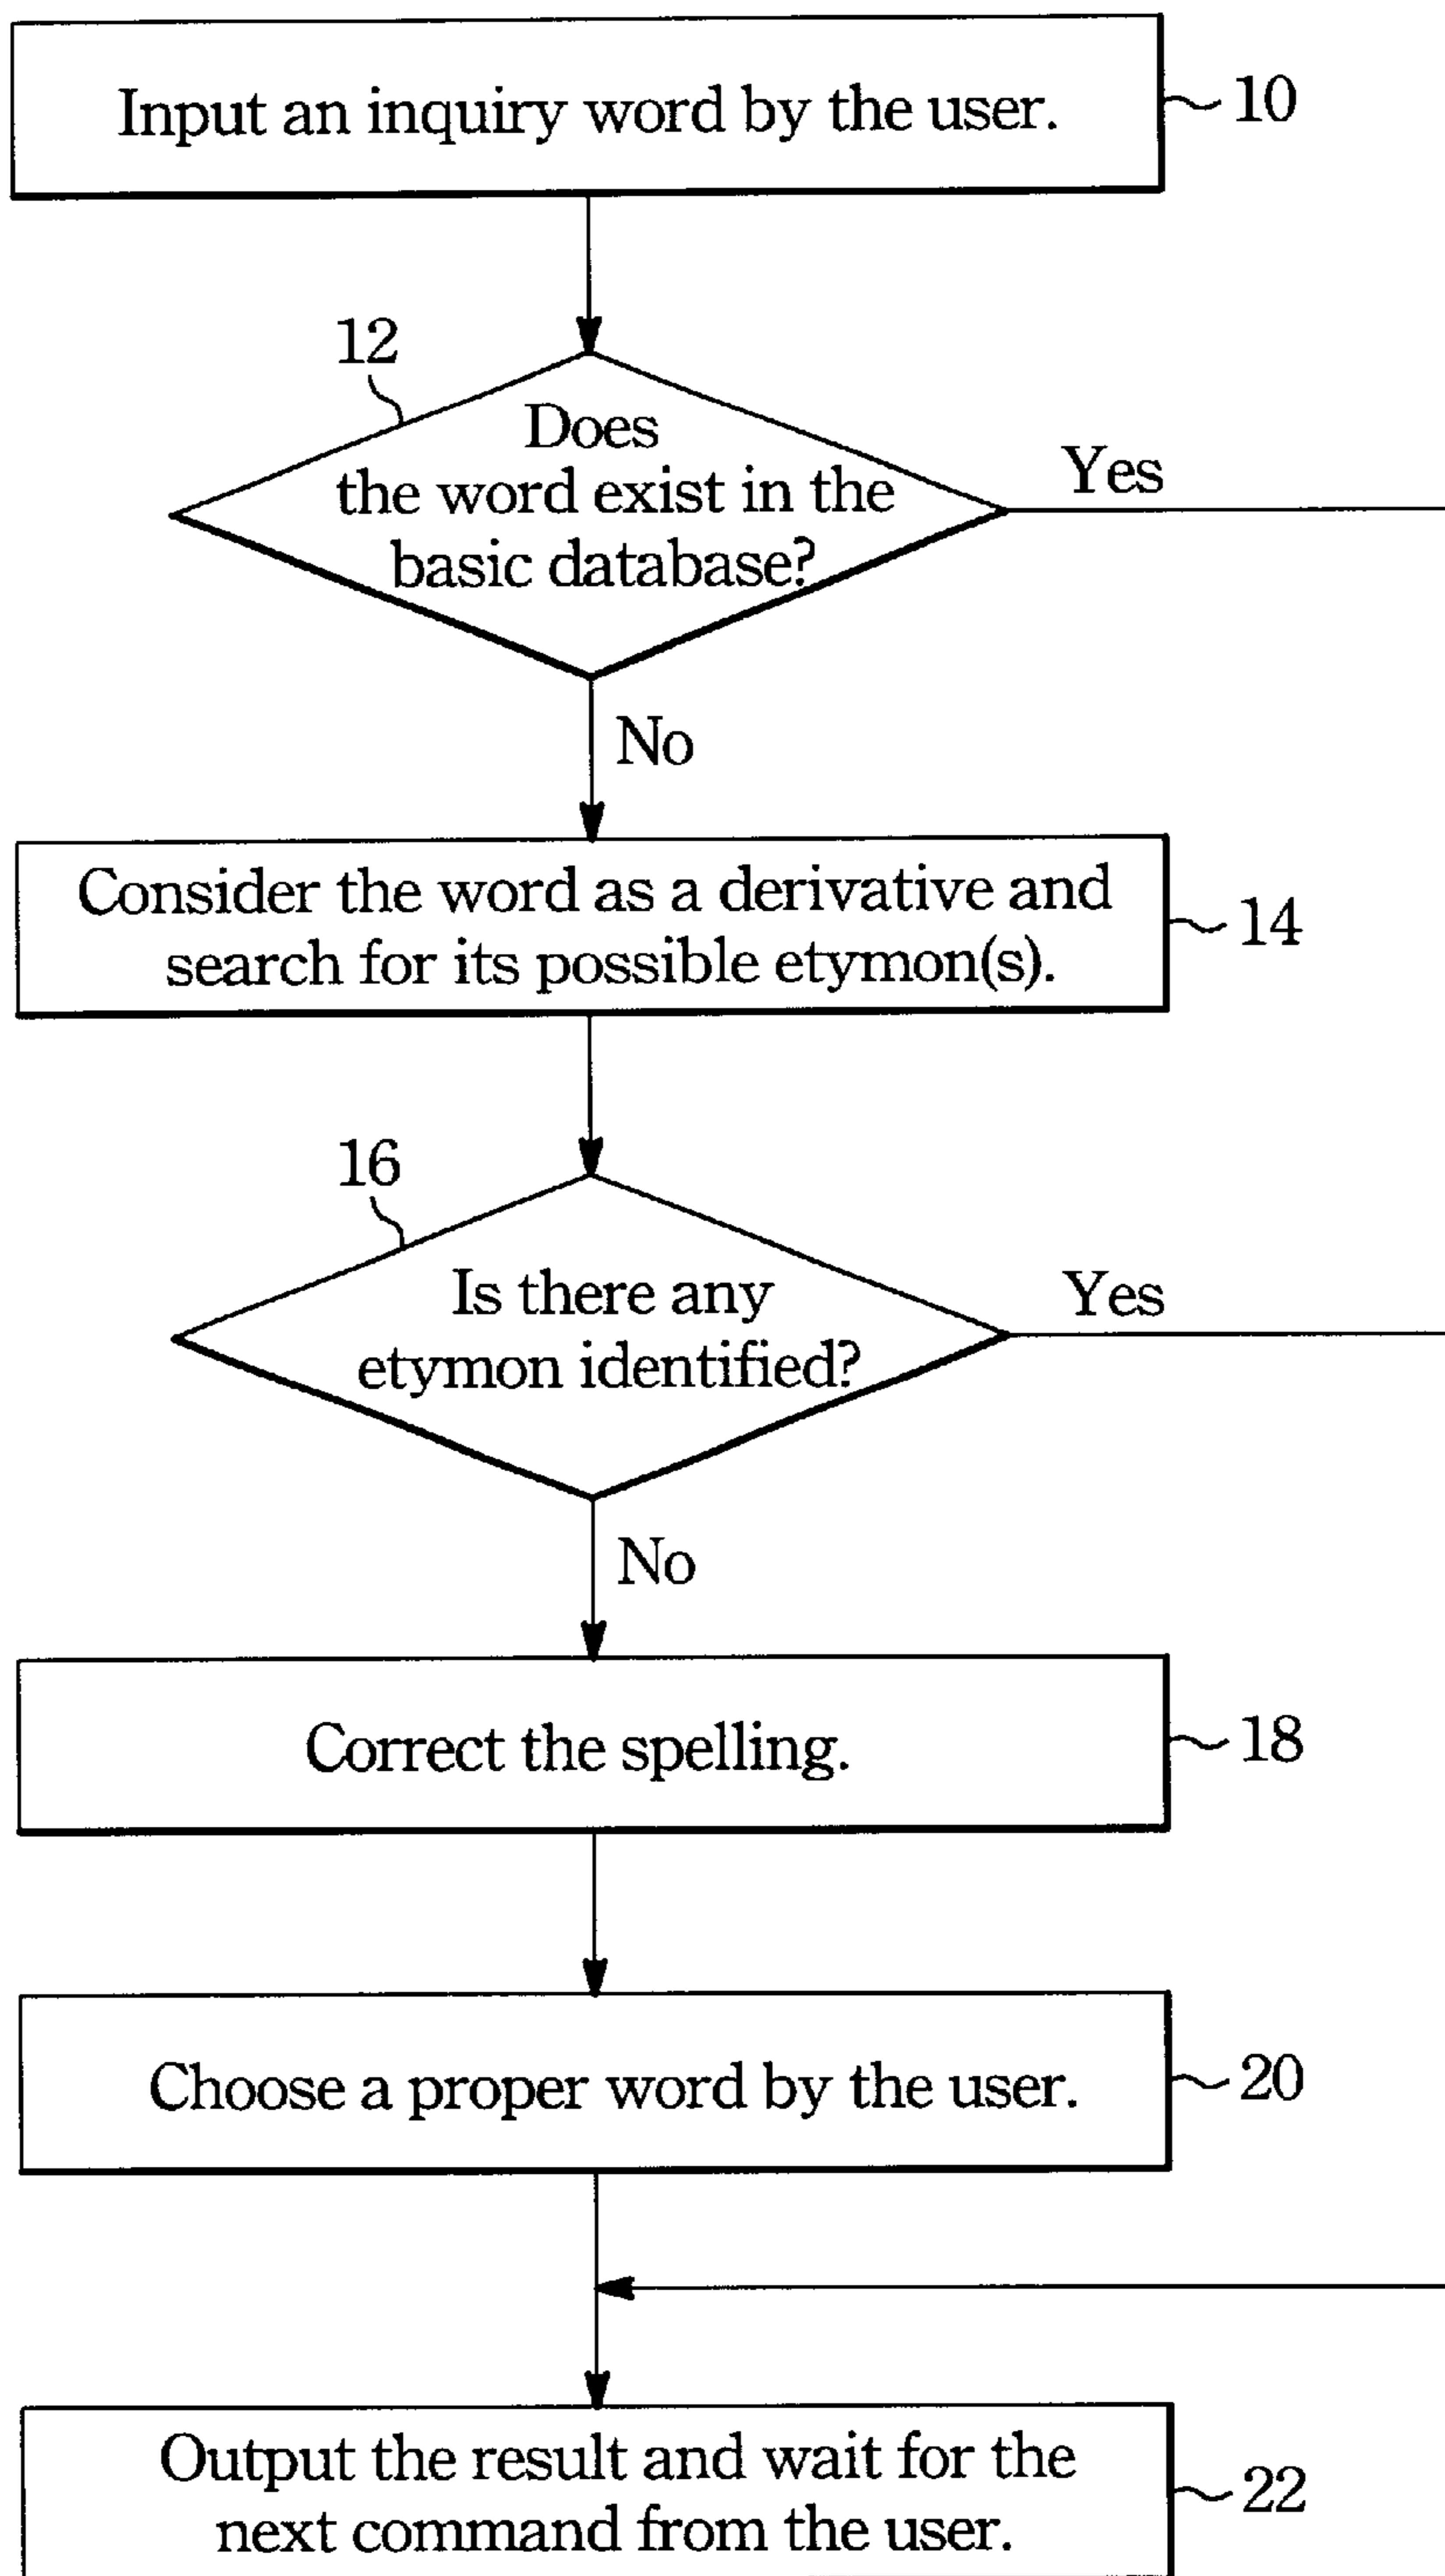 Input an inquiry word by the user.
10
12
Does
the word exist in the
basic database?
Yes
No
Consider the word as a derivative and
search for its possible etymon(s).
14
16
Is there any
etymon identified?
Yes
No
Correct the spelling.
18
Choose a proper word by the user.
20
Output the result and wait for the
next command from the user.
22